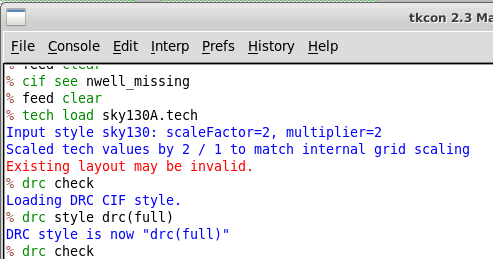 tkcon 2.3 Ma
File Console Edit Interp Prefs History Help
% feed clear
% cif see nwell_missing
% feed clear
% tech load sky130A.tech
Input style sky130: scaleFactor=2, multiplier=2
Scaled tech values by 2 / 1 to match internal grid scaling
Existing layout may be invalid.
% drc check
Loading DRC CIF style.
% drc style drc(full)
DRC style is now "drc(full)"
% drc check